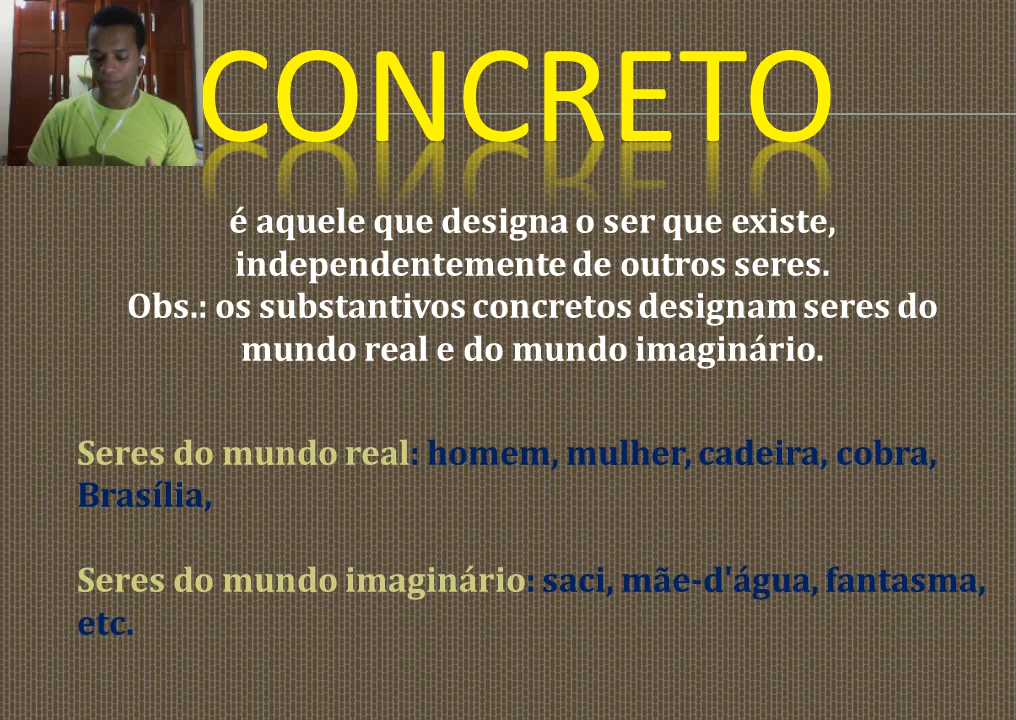 CONCRETO
é aquele que designa o ser que existe,
independentemente de outros seres.
Obs.: os substantivos concretos designam seres do
mundo real e do mundo imaginário.
Seres do mundo real: homem, mulher, cadeira, cobra,
Brasília,
Seres do mundo imaginário: saci, mãe-d'água, fantasma,
etc.